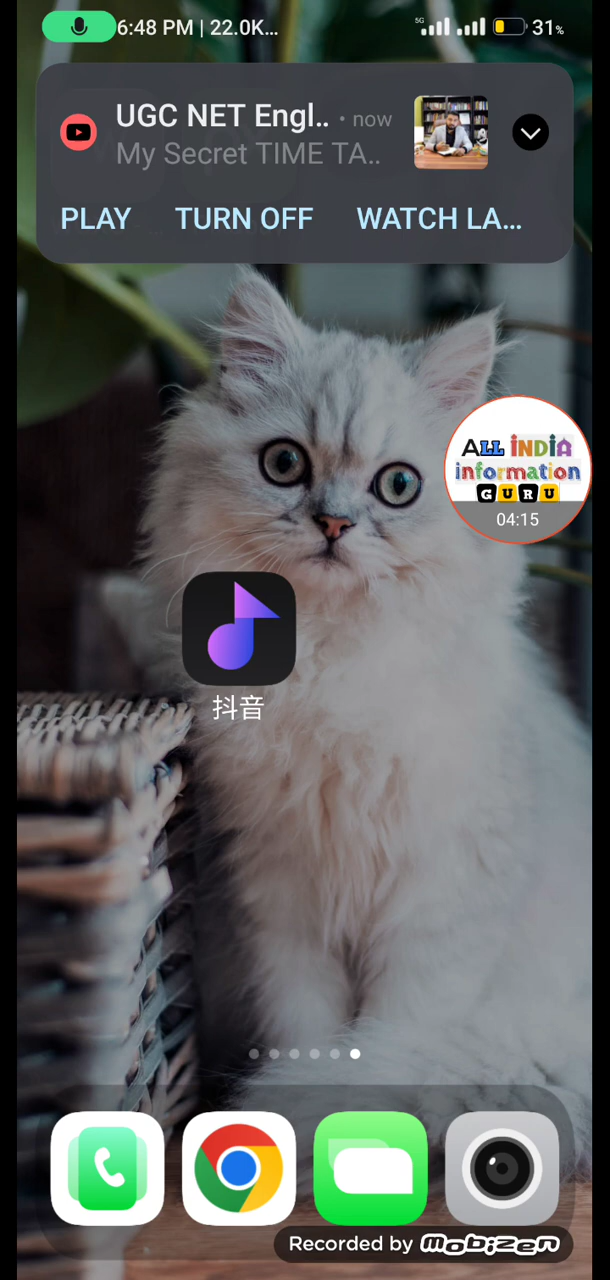 6:48 PM | 22.0K...
5G
31%
UGC NET Engl.. • now
My Secret TIME TA..
PLAY TURN OFF WATCH LA...
ALL INDIA
information
GURU
04:15
抖音
Recorded by mobizen